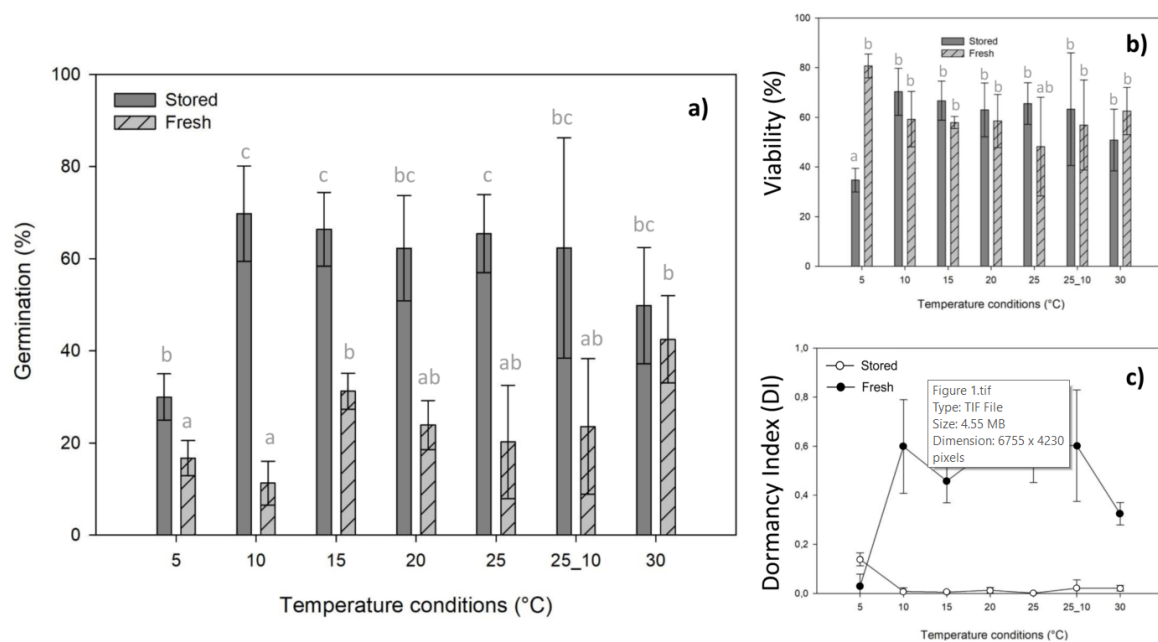 100
80
60
40
20
0
Germination (%)
Stored
Fresh
a)
b
a
c
a
c
b
bc
ab
c
ab
bc
ab
bc
b
5 10 15 20 25 25_10 30
Temperature conditions (°C)
b)
100
80
60
40
20
0
Viability (%)
Stored
Fresh
a
b
b
b
b
b
b
b
b
ab
b
b
b
b
5 10 15 20 25 25_10 30
Temperature conditions (°C)
c)
1,0
0,8
0,6
0,4
0,2
0,0
Dormancy Index (DI)
Stored
Fresh
Figure 1.tif
Type: TIF File
Size: 4.55 MB
Dimension: 6755 x 4230
pixels
5 10 15 20 25 25_10 30
Temperature conditions (°C)